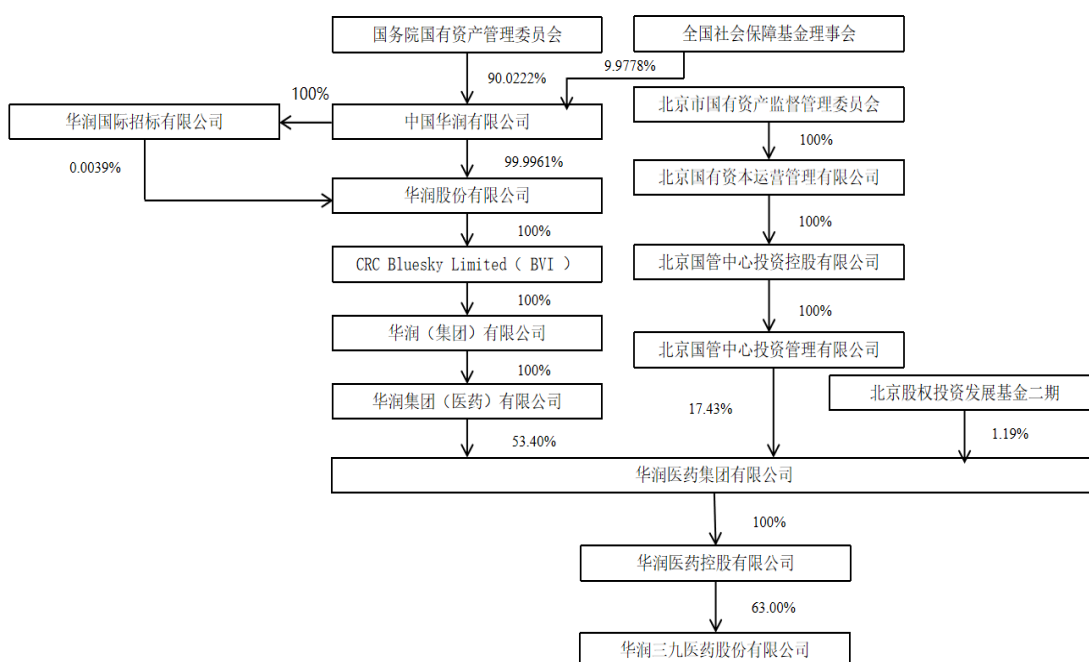 国务院国有资产管理委员会
全国社会保障基金理事会
90.0222%
9.9778%
100%
北京市国有资产监督管理委员会
华润国际招标有限公司
中国华润有限公司
100%
0.0039%
99.9961%
北京国有资本运营管理有限公司
华润股份有限公司
100%
100%
CRC Bluesky Limited（ BVI ）
北京国管中心投资控股有限公司
100%
100%
华润（集团）有限公司
北京国管中心投资管理有限公司
100%
华润集团（医药）有限公司
北京股权投资发展基金二期
17.43%
53.40%
1.19%
华润医药集团有限公司
100%
华润医药控股有限公司
63.00%
华润三九医药股份有限公司